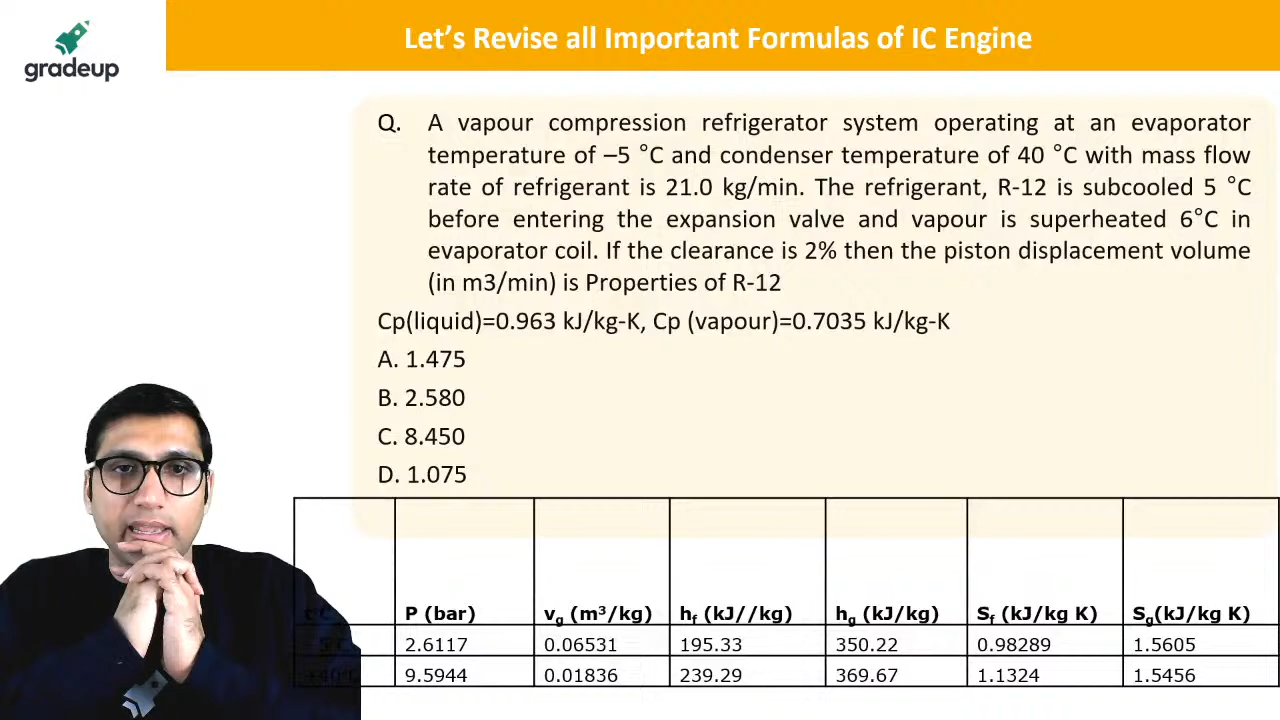 gradeup
Let's Revise all Important Formulas of IC Engine
Q. A vapour compression refrigerator system operating at an evaporator
temperature of –5 °C and condenser temperature of 40 °C with mass flow
rate of refrigerant is 21.0 kg/min. The refrigerant, R-12 is subcooled 5 °C
before entering the expansion valve and vapour is superheated 6°C in
evaporator coil. If the clearance is 2% then the piston displacement volume
(in m3/min) is Properties of R-12
Cp(liquid)=0.963 kJ/kg-K, Cp (vapour)=0.7035 kJ/kg-K
A. 1.475
B. 2.580
C. 8.450
D. 1.075
t°C P (bar) vg (m³/kg) hf (kJ//kg) hg (kJ/kg) Sf (kJ/kg K) Sg(kJ/kg K)
2.6117 0.06531 195.33 350.22 0.98289 1.5605
9.5944 0.01836 239.29 369.67 1.1324 1.5456